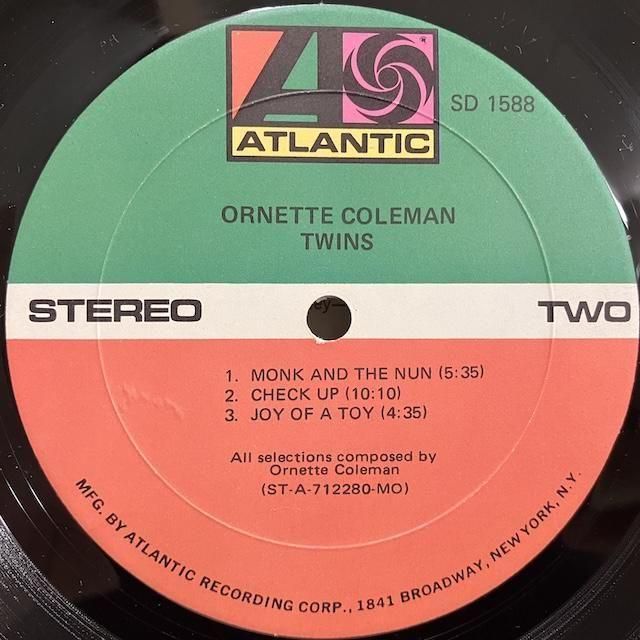 SD 1588
ATLANTIC
ORNETTE COLEMAN
TWINS
STEREO
TWO
1. MONK AND THE NUN (5:35)
2. CHECK UP (10:10)
3. JOY OF A TOY (4:35)
All selections composed by
Ornette Coleman
(ST-A-712280-MO)
MFG. BY ATLANTIC RECORDING CORP., 1841 BROADWAY, NEW YORK, N.Y.